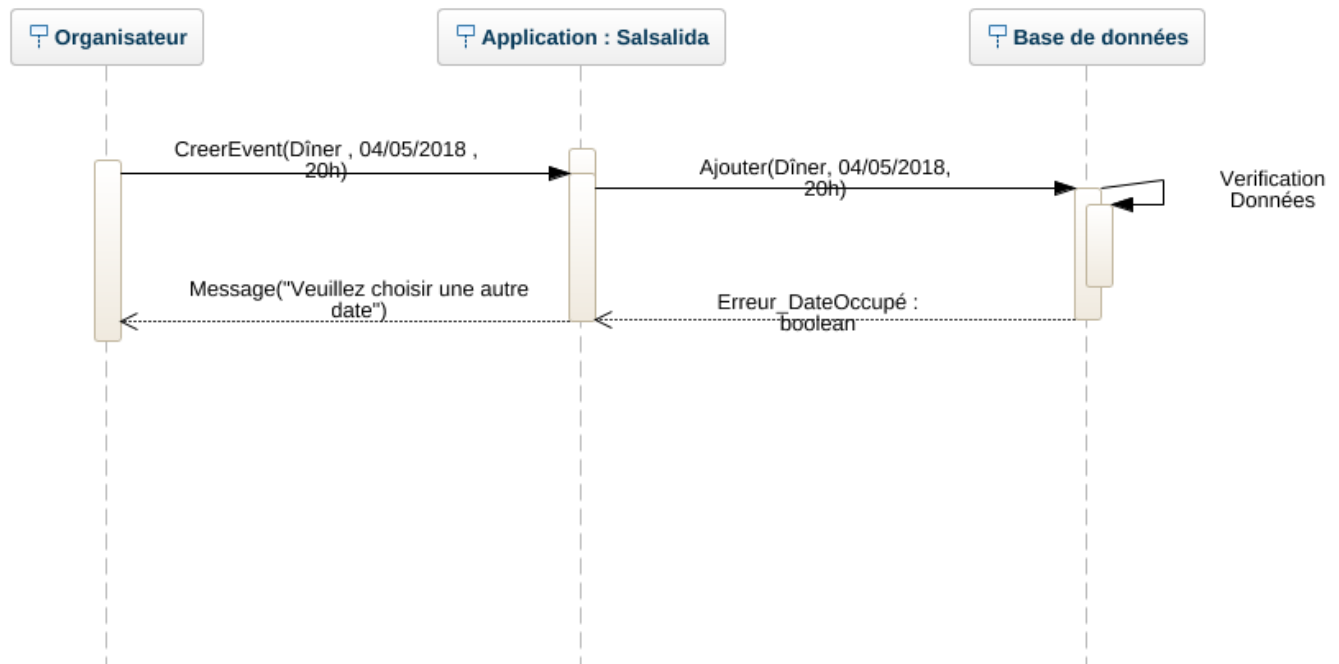 Organisateur
Application : Salsalida
Base de données
CreerEvent(Dîner , 04/05/2018 ,
20h)
Ajouter(Dîner, 04/05/2018,
20h)
Verification
Données
Message("Veuillez choisir une autre
date")
Erreur_DateOccupé :
boolean